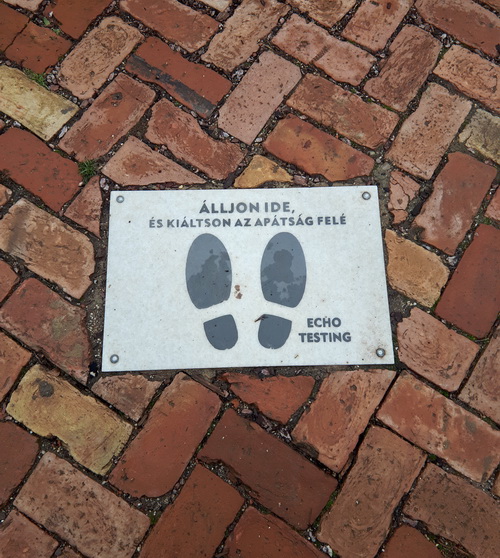 ÁLLJON IDE,
ÉS KIÁLTSON AZ APÁTSÁG FELÉ
ECHO
TESTING